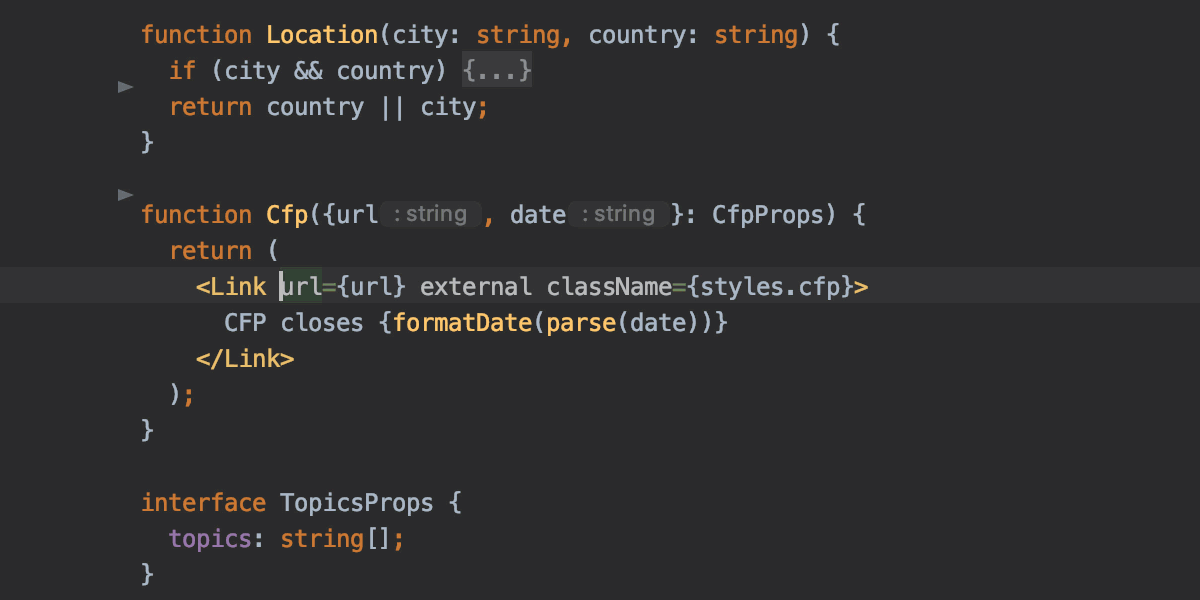 function Location(city: string, country: string) {
  if (city && country) {...}
  return country || city;
}

function Cfp({url : string , date : string }: CfpProps) {
  return (
    <Link url={url} external className={styles.cfp}>
      CFP closes {formatDate(parse(date))}
    </Link>
  );
}

interface TopicsProps {
  topics: string[];
}